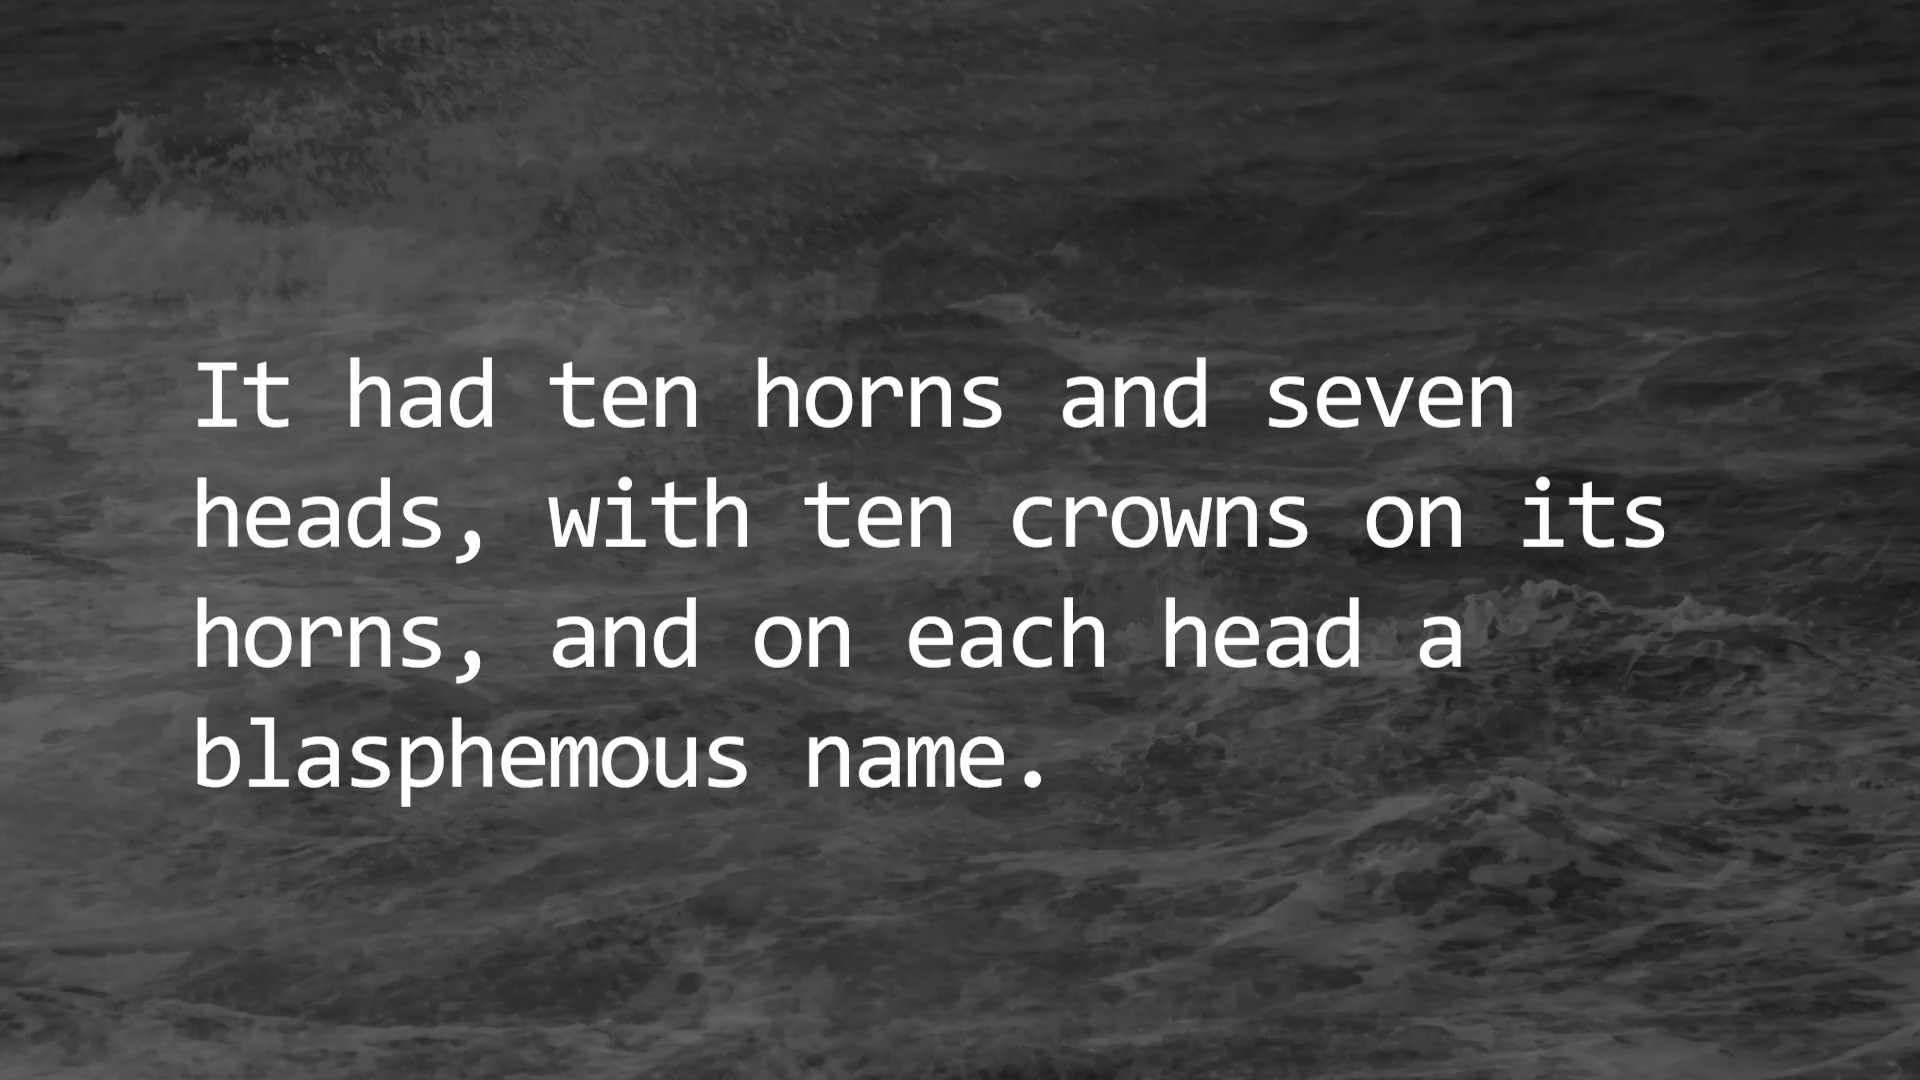 It had ten horns and seven
heads, with ten crowns on its
horns, and on each head a
blasphemous name.